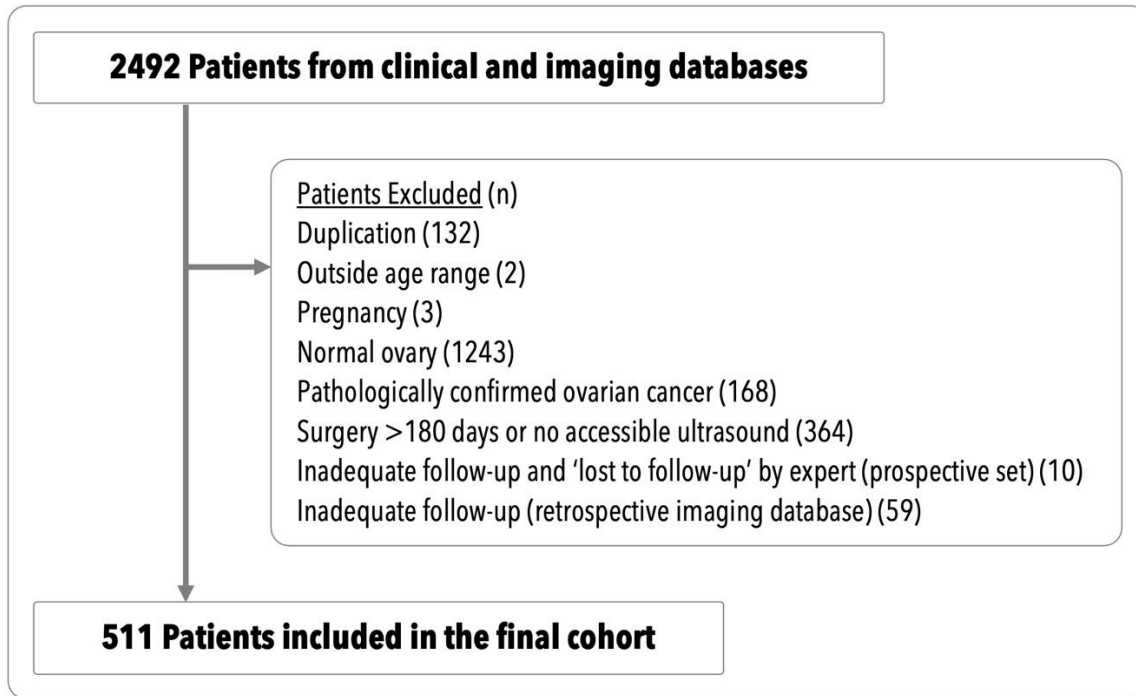 2492 Patients from clinical and imaging databases
Patients Excluded (n)
Duplication (132)
Outside age range (2)
Pregnancy (3)
Normal ovary (1243)
Pathologically confirmed ovarian cancer (168)
Surgery >180 days or no accessible ultrasound (364)
Inadequate follow-up and ‘lost to follow-up’ by expert (prospective set) (10)
Inadequate follow-up (retrospective imaging database) (59)
511 Patients included in the final cohort